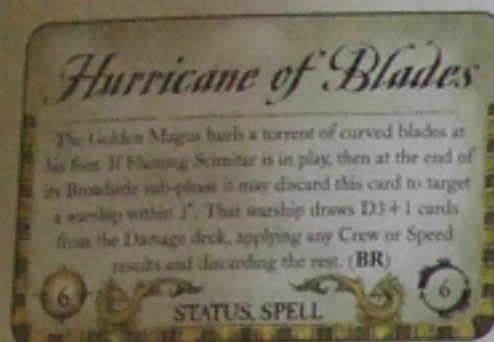 Hurricane of Blades
The Golden Magus hurls a torrent of curved blades at
his foes. If Flaming Scimitar is in play, then at the end of
its Broadside sub-phase it may discard this card to target
a warship within 3". That warship draws D3+1 cards
from the Damage deck, applying any Crew or Speed
results and discarding the rest. (BR)
6 6
STATUS, SPELL